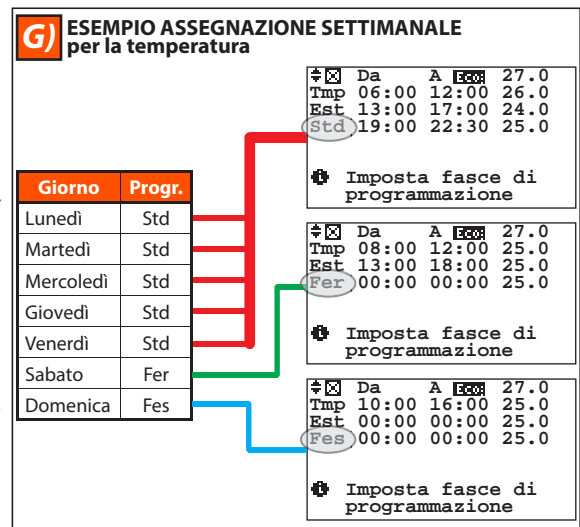 G) ESEMPIO ASSEGNAZIONE SETTIMANALE
per la temperatura
Da A Eco 27.0
Tmp 06:00 12:00 26.0
Est 13:00 17:00 24.0
Std 19:00 22:30 25.0
Imposta fasce di
programmazione
Giorno Progr.
Lunedì Std
Martedì Std
Mercoledì Std
Giovedì Std
Venerdì Std
Sabato Fer
Domenica Fes
Da A Eco 27.0
Tmp 08:00 12:00 25.0
Est 13:00 18:00 25.0
Fer 00:00 00:00 25.0
Imposta fasce di
programmazione
Da A Eco 27.0
Tmp 10:00 16:00 25.0
Est 00:00 00:00 25.0
Fes 00:00 00:00 25.0
Imposta fasce di
programmazione